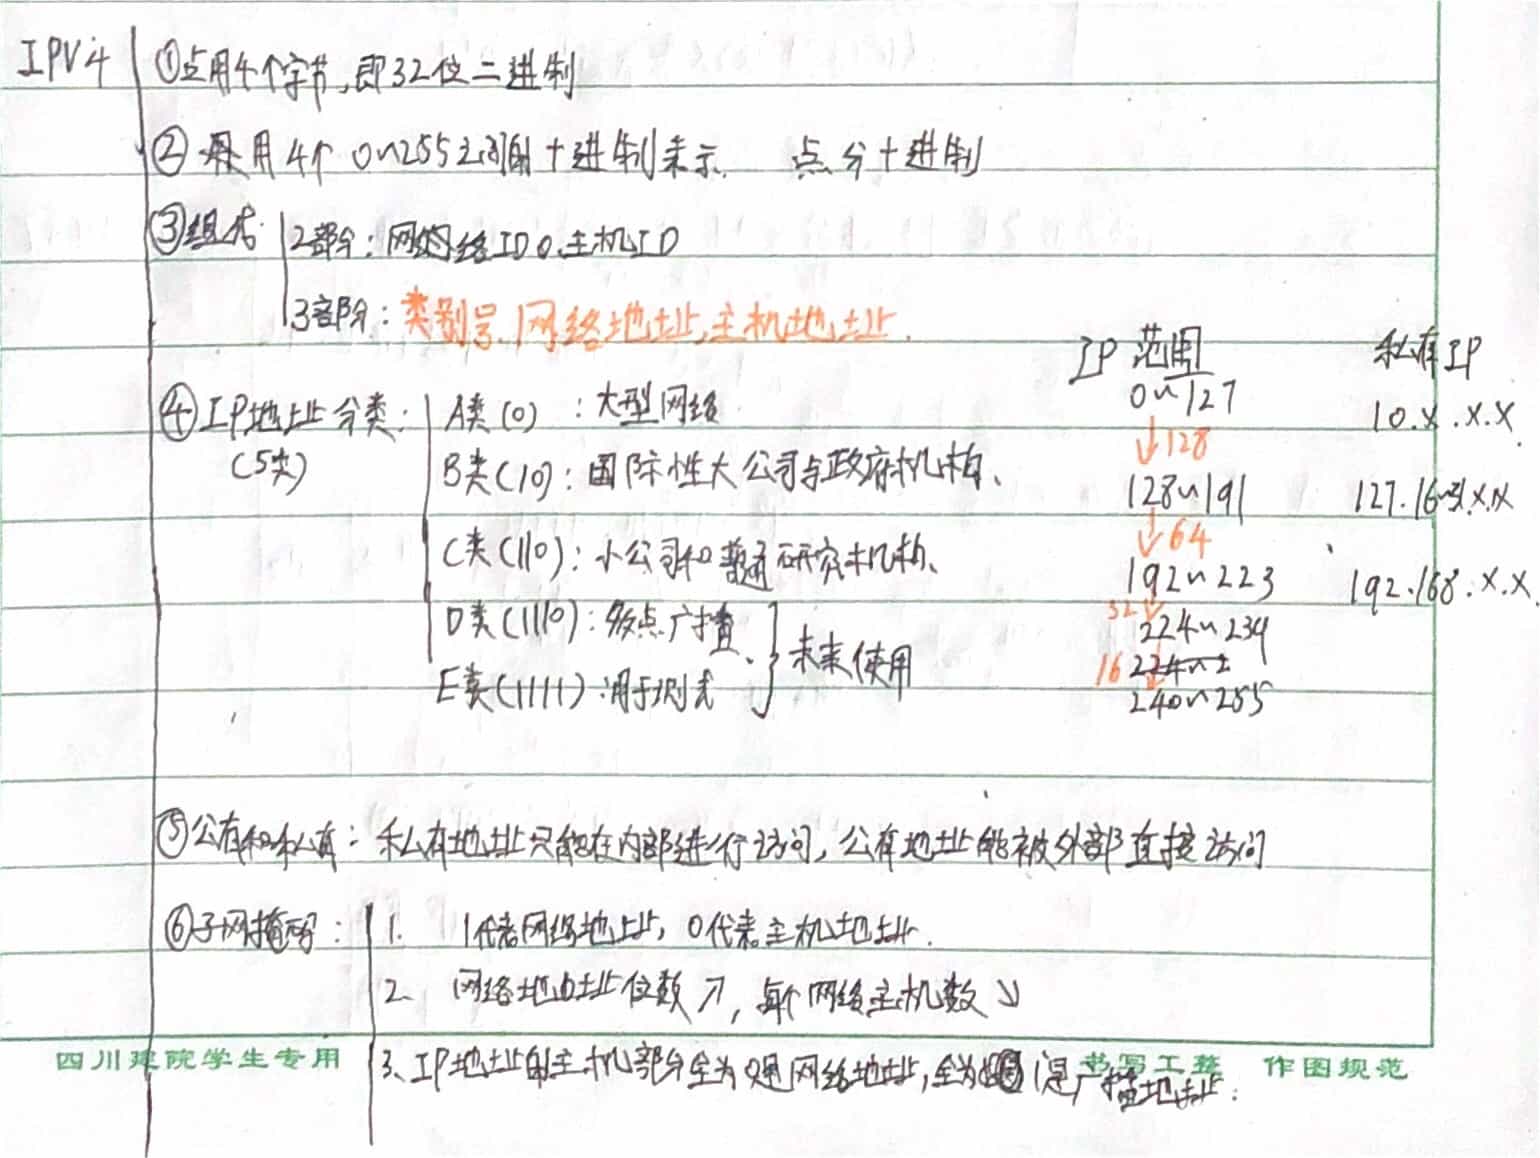 IPV4
①占用4个字节,即32位二进制
②采用4个0~255之间的十进制表示. 点分十进制
③组成: 2部分:网络ID0.主机ID
3部分:类别号,网络地址,主机地址.
IP范围 私有IP
④IP地址分类: A类(0) :大型网络 0~127 10.x.x.x
(5类)
↓128
B类(10):国际性大公司与政府机构、 128~191 127.16~31.x.x
↓64
C类(110):小公司和普通研究机构、 192~223 192.168.x.x
32↓
D类(1110):多点广播、 224~239
未来使用
16↓ 224~2
E类(1111):用于测试 240~255
⑤公有和私有:私有地址只能在内部进行访问,公有地址能被外部直接访问
⑥子网掩码: 1. 1代表网络地址,0代表主机地址.
2. 网络地址位数↗,每个网络主机数↘
3、IP地址的主机部分全为0是网络地址,全为1是广播地址.
四川建院学生专用 书写工整 作图规范